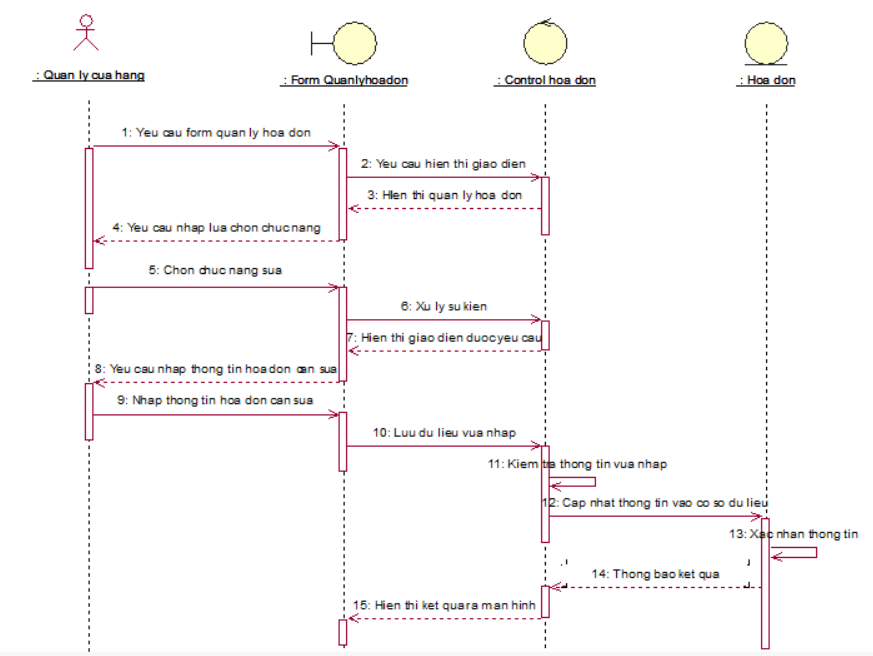 : Quan ly cua hang
: Form Quanlyhoadon
: Control hoa don
: Hoa don
1: Yeu cau form quan ly hoa don
2: Yeu cau hien thi giao dien
3: HIen thi quan ly hoa don
4: Yeu cau nhap lua chon chuc nang
5: Chon chuc nang sua
6: Xu ly su kien
7: Hien thi giao dien duoc yeu cau
8: Yeu cau nhap thong tin hoa don can sua
9: Nhap thong tin hoa don can sua
10: Luu du lieu vua nhap
11: Kiem tra thong tin vua nhap
12: Cap nhat thong tin vao co so du lieu
13: Xac nhan thong tin
14: Thong bao ket qua
15: Hien thi ket qua ra man hinh